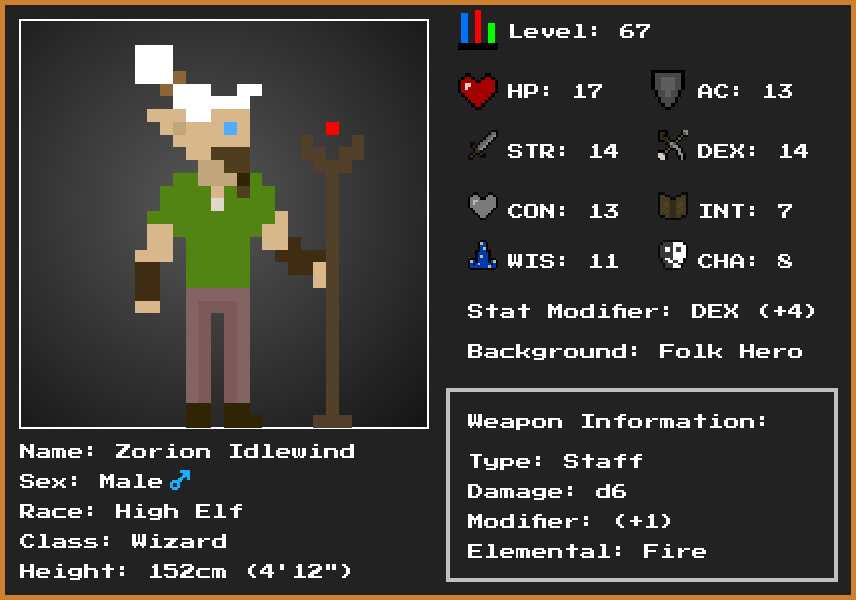 Level: 67
HP: 17 AC: 13
STR: 14 DEX: 14
CON: 13 INT: 7
WIS: 11 CHA: 8
Stat Modifier: DEX (+4)
Background: Folk Hero
Weapon Information:
Type: Staff
Damage: d6
Modifier: (+1)
Elemental: Fire
Name: Zorion Idlewind
Sex: Male ♂
Race: High Elf
Class: Wizard
Height: 152cm (4'12")